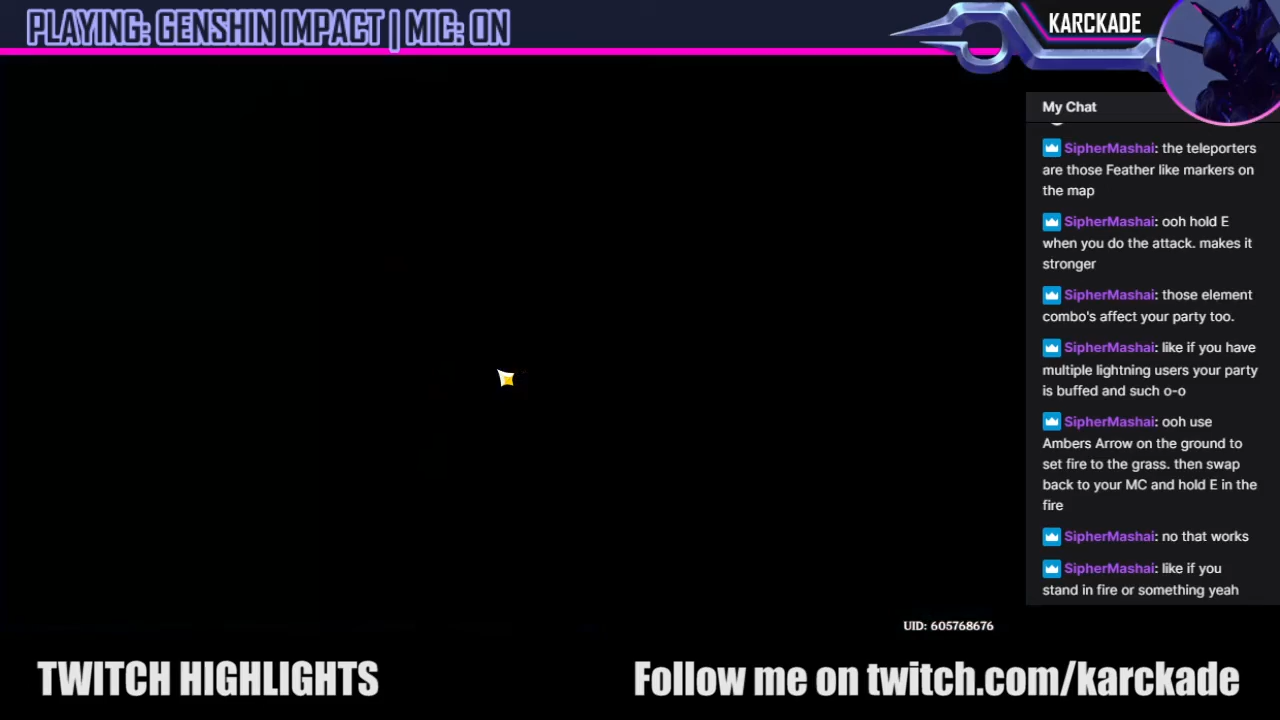 PLAYING: GENSHIN IMPACT | MIC: ON
KARCKADE
My Chat
SipherMashai: the teleporters
are those Feather like markers on
the map
SipherMashai: ooh hold E
when you do the attack. makes it
stronger
SipherMashai: those element
combo's affect your party too.
SipherMashai: like if you have
multiple lightning users your party
is buffed and such o-o
SipherMashai: ooh use
Ambers Arrow on the ground to
set fire to the grass. then swap
back to your MC and hold E in the
fire
SipherMashai: no that works
SipherMashai: like if you
stand in fire or something yeah
UID: 605768676
TWITCH HIGHLIGHTS
Follow me on twitch.com/karckade